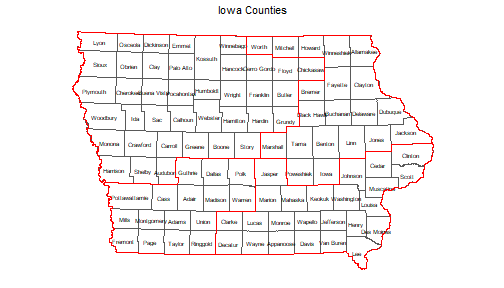 Iowa Counties
Lyon Osceola Dickinson Emmet Winnebago Worth Mitchell Howard Winneshiek Allamakee
Kossuth
Sioux OBrien Clay Palo Alto Hancock Cerro Gordo Floyd Chickasaw
Fayette Clayton
Plymouth Cherokee Buena Vista Pocahontas Humboldt Wright Franklin Butler Bremer
Woodbury Ida Sac Calhoun Webster Hamilton Hardin Grundy Black Hawk Buchanan Delaware Dubuque
Monona Crawford Carroll Greene Boone Story Marshall Tama Benton Linn Jones Jackson
Clinton
Cedar
Harrison Shelby Audubon Guthrie Dallas Polk Jasper Poweshiek Iowa Johnson Scott
Muscatine
Pottawattamie Cass Adair Madison Warren Marion Mahaska Keokuk Washington
Louisa
Mills Montgomery Adams Union Clarke Lucas Monroe Wapello Jefferson Henry
Des Moines
Fremont Page Taylor Ringgold Decatur Wayne Appanoose Davis Van Buren
Lee